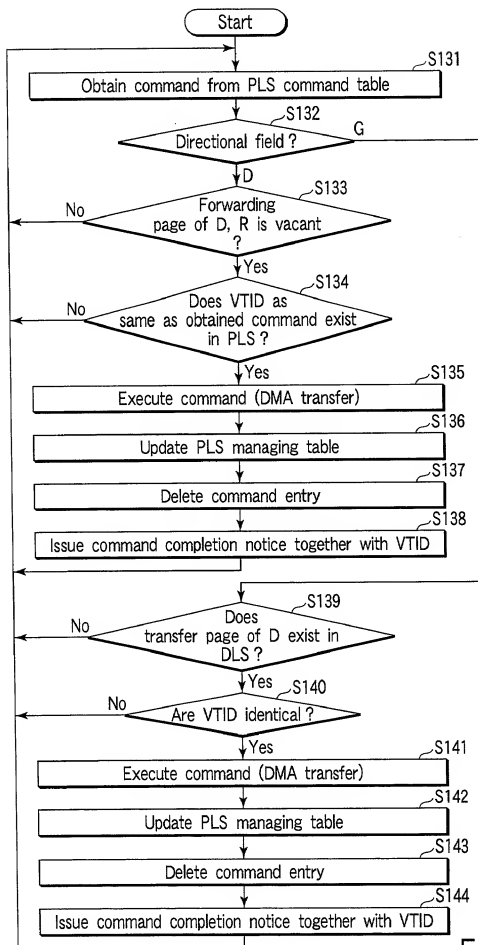 Start
S131
Obtain command from PLS command table
S132
Directional field?
G
D
S133
Forwarding
page of D, R is vacant
?
No
Yes
S134
Does VTID as
same as obtained command exist
in PLS?
No
Yes
S135
Execute command (DMA transfer)
S136
Update PLS managing table
S137
Delete command entry
S138
Issue command completion notice together with VTID
S139
Does
transfer page of D exist in
DLS?
No
Yes
S140
Are VTID identical?
No
Yes
S141
Execute command (DMA transfer)
S142
Update PLS managing table
S143
Delete command entry
S144
Issue command completion notice together with VTID